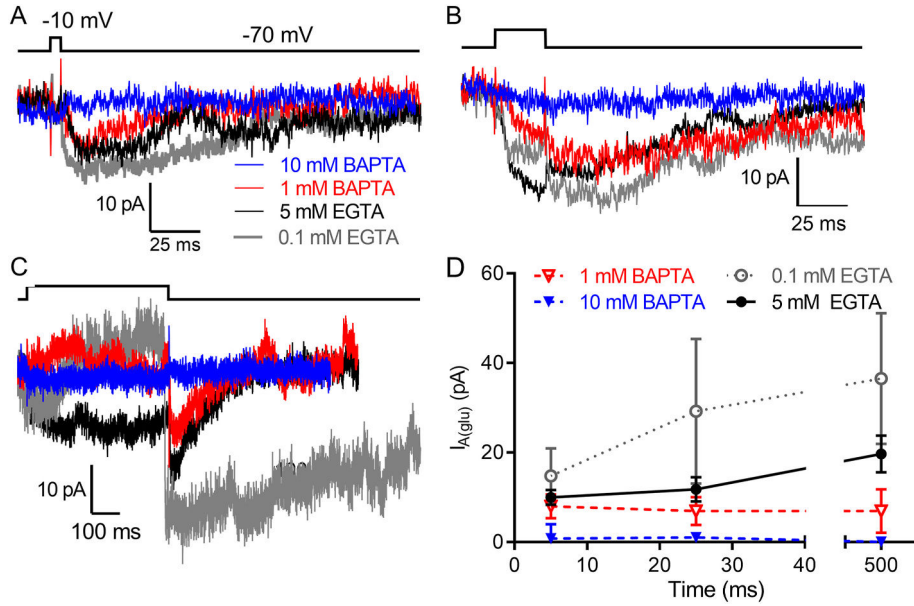 A
-10 mV
-70 mV
10 mM BAPTA
1 mM BAPTA
5 mM EGTA
0.1 mM EGTA
10 pA
25 ms
B
10 pA
25 ms
C
10 pA
100 ms
D
1 mM BAPTA
0.1 mM EGTA
10 mM BAPTA
5 mM EGTA
60
40
20
0
I_A(glu) (pA)
0 10 20 30 40 500
Time (ms)